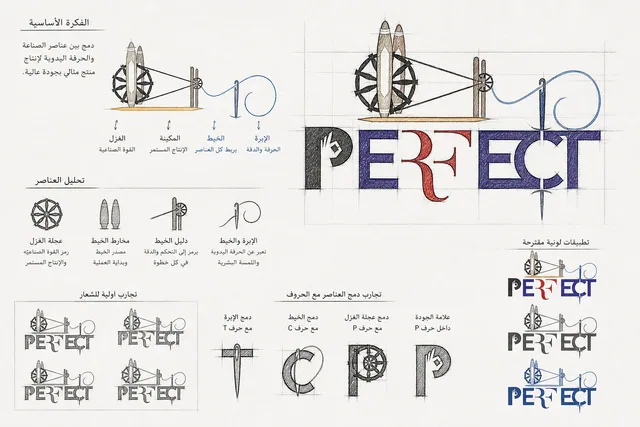 الفكرة الأساسية
دمج بين عناصر الصناعة
والحرفة اليدوية لإنتاج
منتج مثالي بجودة عالية.
الغزل
القوة الصناعية
المكينة
الإنتاج المستمر
الخيط
يربط كل العناصر
الإبرة
الحرفة والدقة
PERFECT
تحليل العناصر
عجلة الغزل
رمز القوة الصناعية
والإنتاج المستمر
مخارط الخيط
مصدر الخيط
وبداية العملية
دليل الخيط
يرمز إلى التحكم والدقة
في كل خطوة
الإبرة والخيط
تعبر عن الحرفة اليدوية
واللمسة البشرية
تجارب أولية للشعار
PERFECT
PERFECT
PERFECT
PERFECT
تجارب دمج العناصر مع الحروف
دمج الإبرة
مع حرف T
دمج الخيط
مع حرف C
دمج عجلة الغزل
مع حرف P
علامة الجودة
داخل حرف P
T
C
P
P
تطبيقات لونية مقترحة
PERFECT
PERFECT
PERFECT